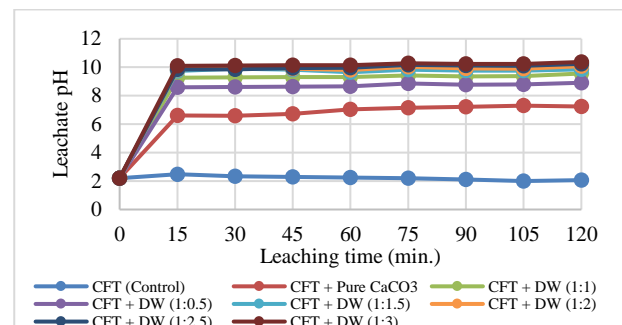 12
10
8
6
4
2
0
Leachate pH
0 15 30 45 60 75 90 105 120
Leaching time (min.)
CFT (Control) CFT + Pure CaCO3 CFT + DW (1:1)
CFT + DW (1:0.5) CFT + DW (1:1.5) CFT + DW (1:2)
CFT + DW (1:2.5) CFT + DW (1:3)